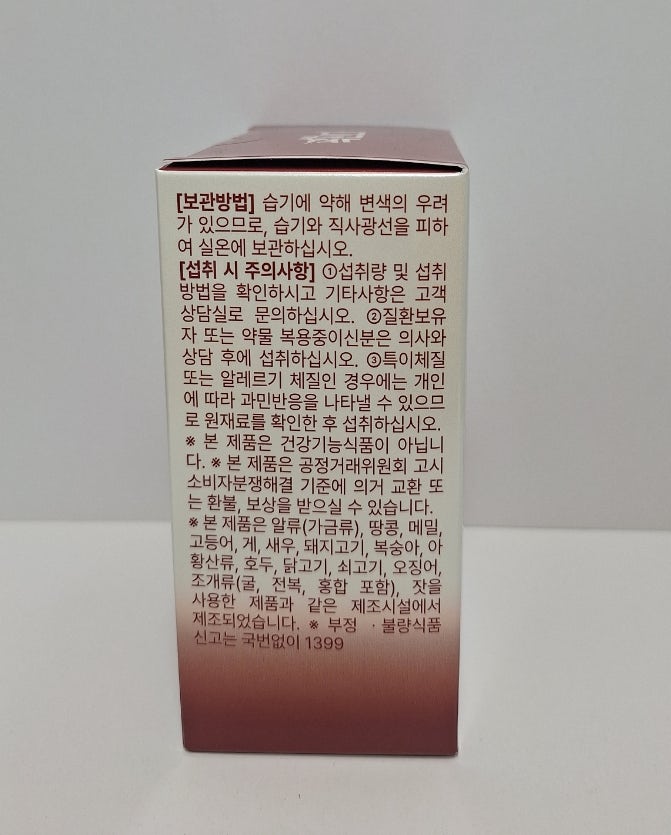 [보관방법] 습기에 약해 변색의 우려
가 있으므로, 습기와 직사광선을 피하
여 실온에 보관하십시오.
[섭취 시 주의사항] ①섭취량 및 섭취
방법을 확인하시고 기타사항은 고객
상담실로 문의하십시오. ②질환보유
자 또는 약물 복용중이신분은 의사와
상담 후에 섭취하십시오. ③특이체질
또는 알레르기 체질인 경우에는 개인
에 따라 과민반응을 나타낼 수 있으므
로 원재료를 확인한 후 섭취하십시오.
※ 본 제품은 건강기능식품이 아닙니
다. ※ 본 제품은 공정거래위원회 고시
소비자분쟁해결 기준에 의거 교환 또
는 환불, 보상을 받으실 수 있습니다.
※ 본 제품은 알류(가금류), 땅콩, 메밀,
고등어, 게, 새우, 돼지고기, 복숭아, 아
황산류, 호두, 닭고기, 쇠고기, 오징어,
조개류(굴, 전복, 홍합 포함), 잣을
사용한 제품과 같은 제조시설에서
제조되었습니다. ※ 부정 · 불량식품
신고는 국번없이 1399